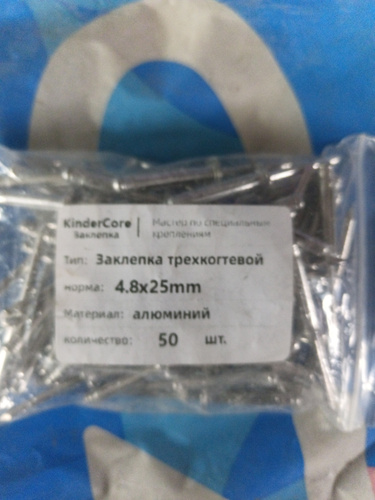 KinderCore
Заклепка
Мастер по специальным
креплениям
Тип: Заклепка трехкогтевой
норма: 4.8x25mm
Материал: алюминий
количество: 50 шт.